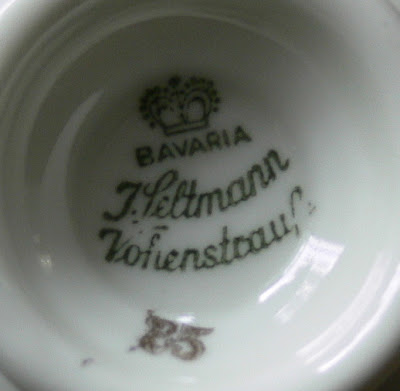 BAVARIA
J. Seltmann
Vohenstrauß
25